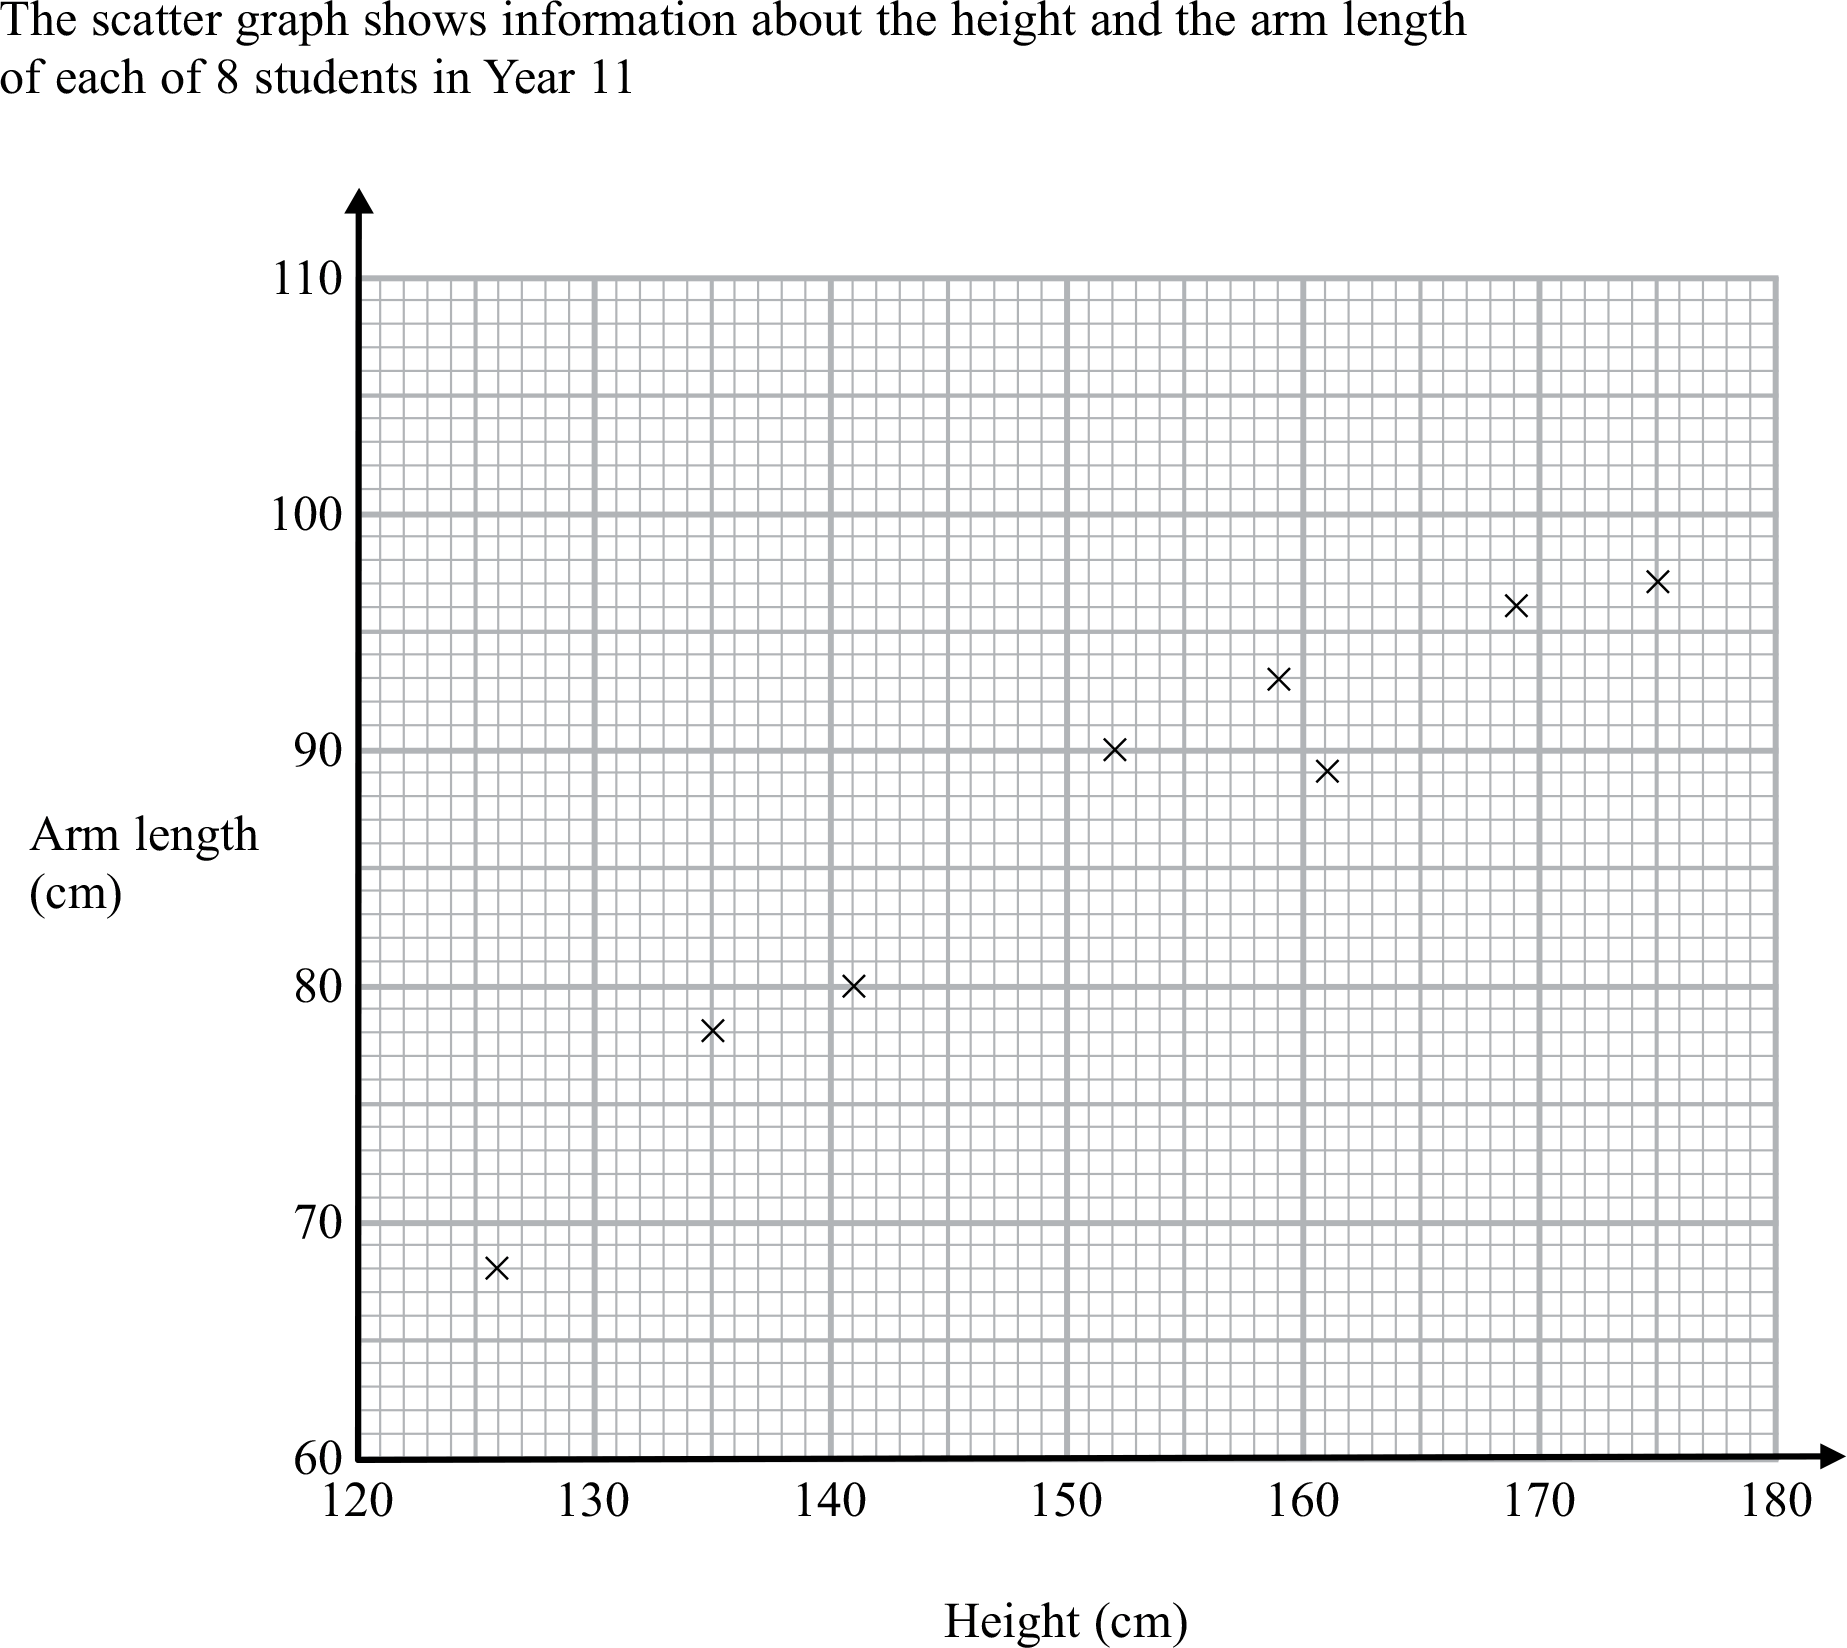 The scatter graph shows information about the height and the arm length
of each of 8 students in Year 11
110
100
90
Arm length
(cm)
80
70
60
120 130 140 150 160 170 180
Height (cm)